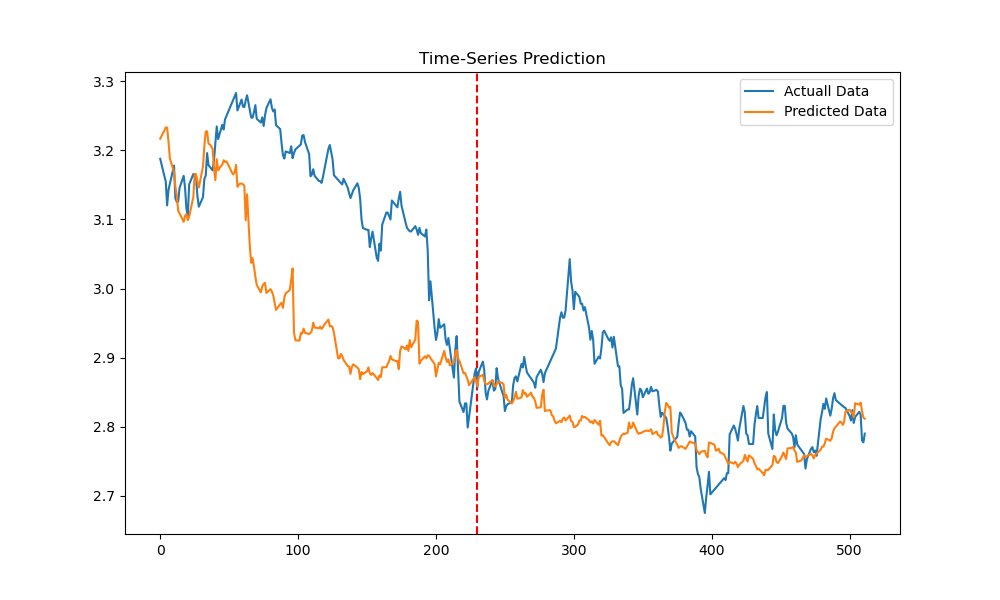 Time-Series Prediction
Actuall Data
Predicted Data
3.3
3.2
3.1
3.0
2.9
2.8
2.7
0 100 200 300 400 500